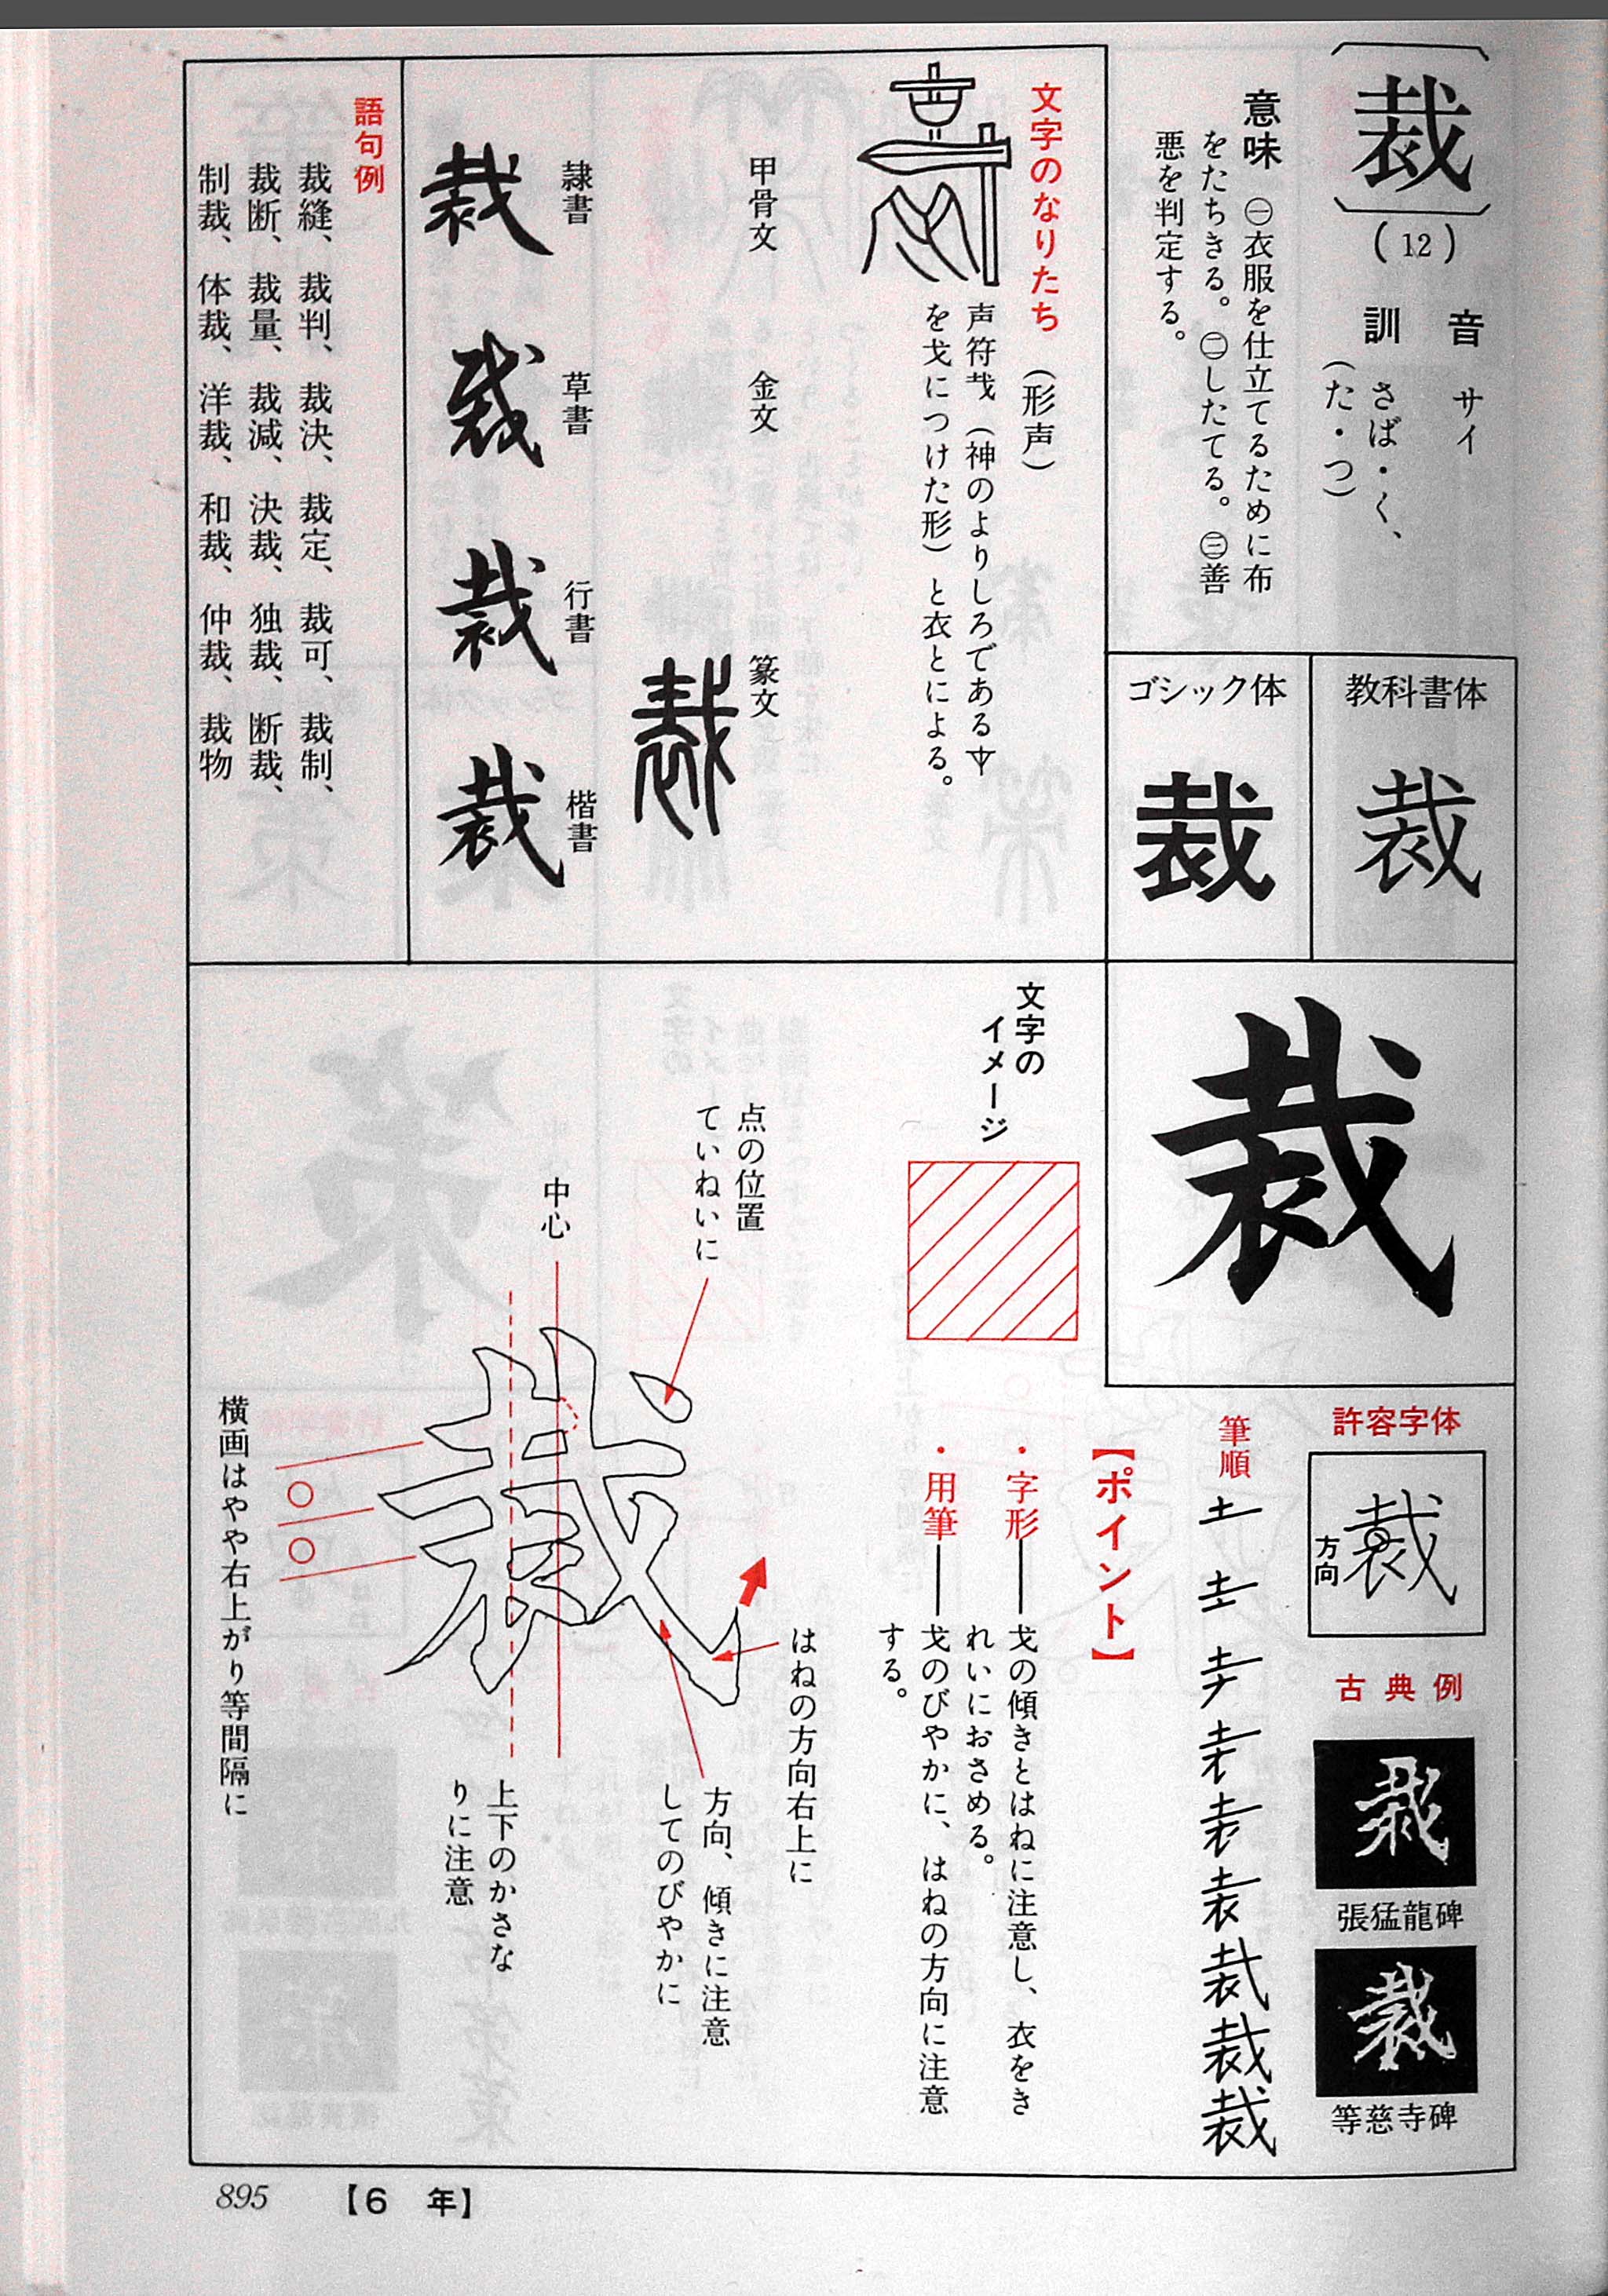 裁
(12)
音 サイ
訓 さば・く、
(た・つ)
意味 ㊀衣服を仕立てるために布
をたちきる。㊁したてる。㊂善
悪を判定する。
教科書体
裁
ゴシック体
裁
裁
文字のなりたち (形声)
声符𢦏(神のよりしろである
を戈につけた形)と衣とによる。
甲骨文
金文
篆文
裁
隷書
裁
草書
裁
行書
裁
楷書
裁
語句例
裁縫、裁判、裁決、裁定、裁可、裁制、
裁断、裁量、裁減、決裁、独裁、断裁、
制裁、体裁、洋裁、和裁、仲裁、裁物
許容字体
裁
方向
古典例
裁
張猛龍碑
裁
等慈寺碑
筆順
裁
【ポイント】
・字形——戈の傾きとはねに注意し、衣をき
れいにおさめる。
・用筆——戈のびやかに、はねの方向に注意
する。
文字の
イメージ
点の位置
ていねいに
中心
はねの方向右上に
方向、傾きに注意
してのびやかに
上下のかさな
りに注意
横画はやや右上がり等間隔に
895 【6 年】